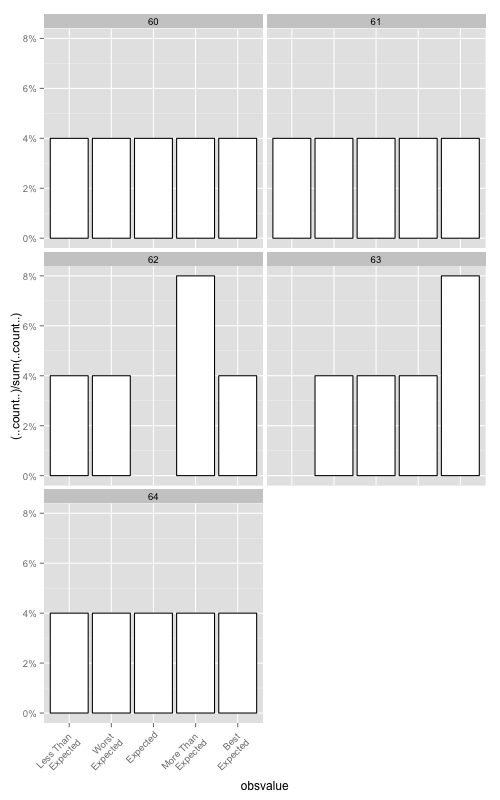 60
61
8%
6%
4%
2%
0%
62
63
8%
6%
4%
2%
0%
(..count..)/sum(..count..)
64
8%
6%
4%
2%
0%
Less Than
Expected
Worst
Expected
Expected
More Than
Expected
Best
Expected
obsvalue